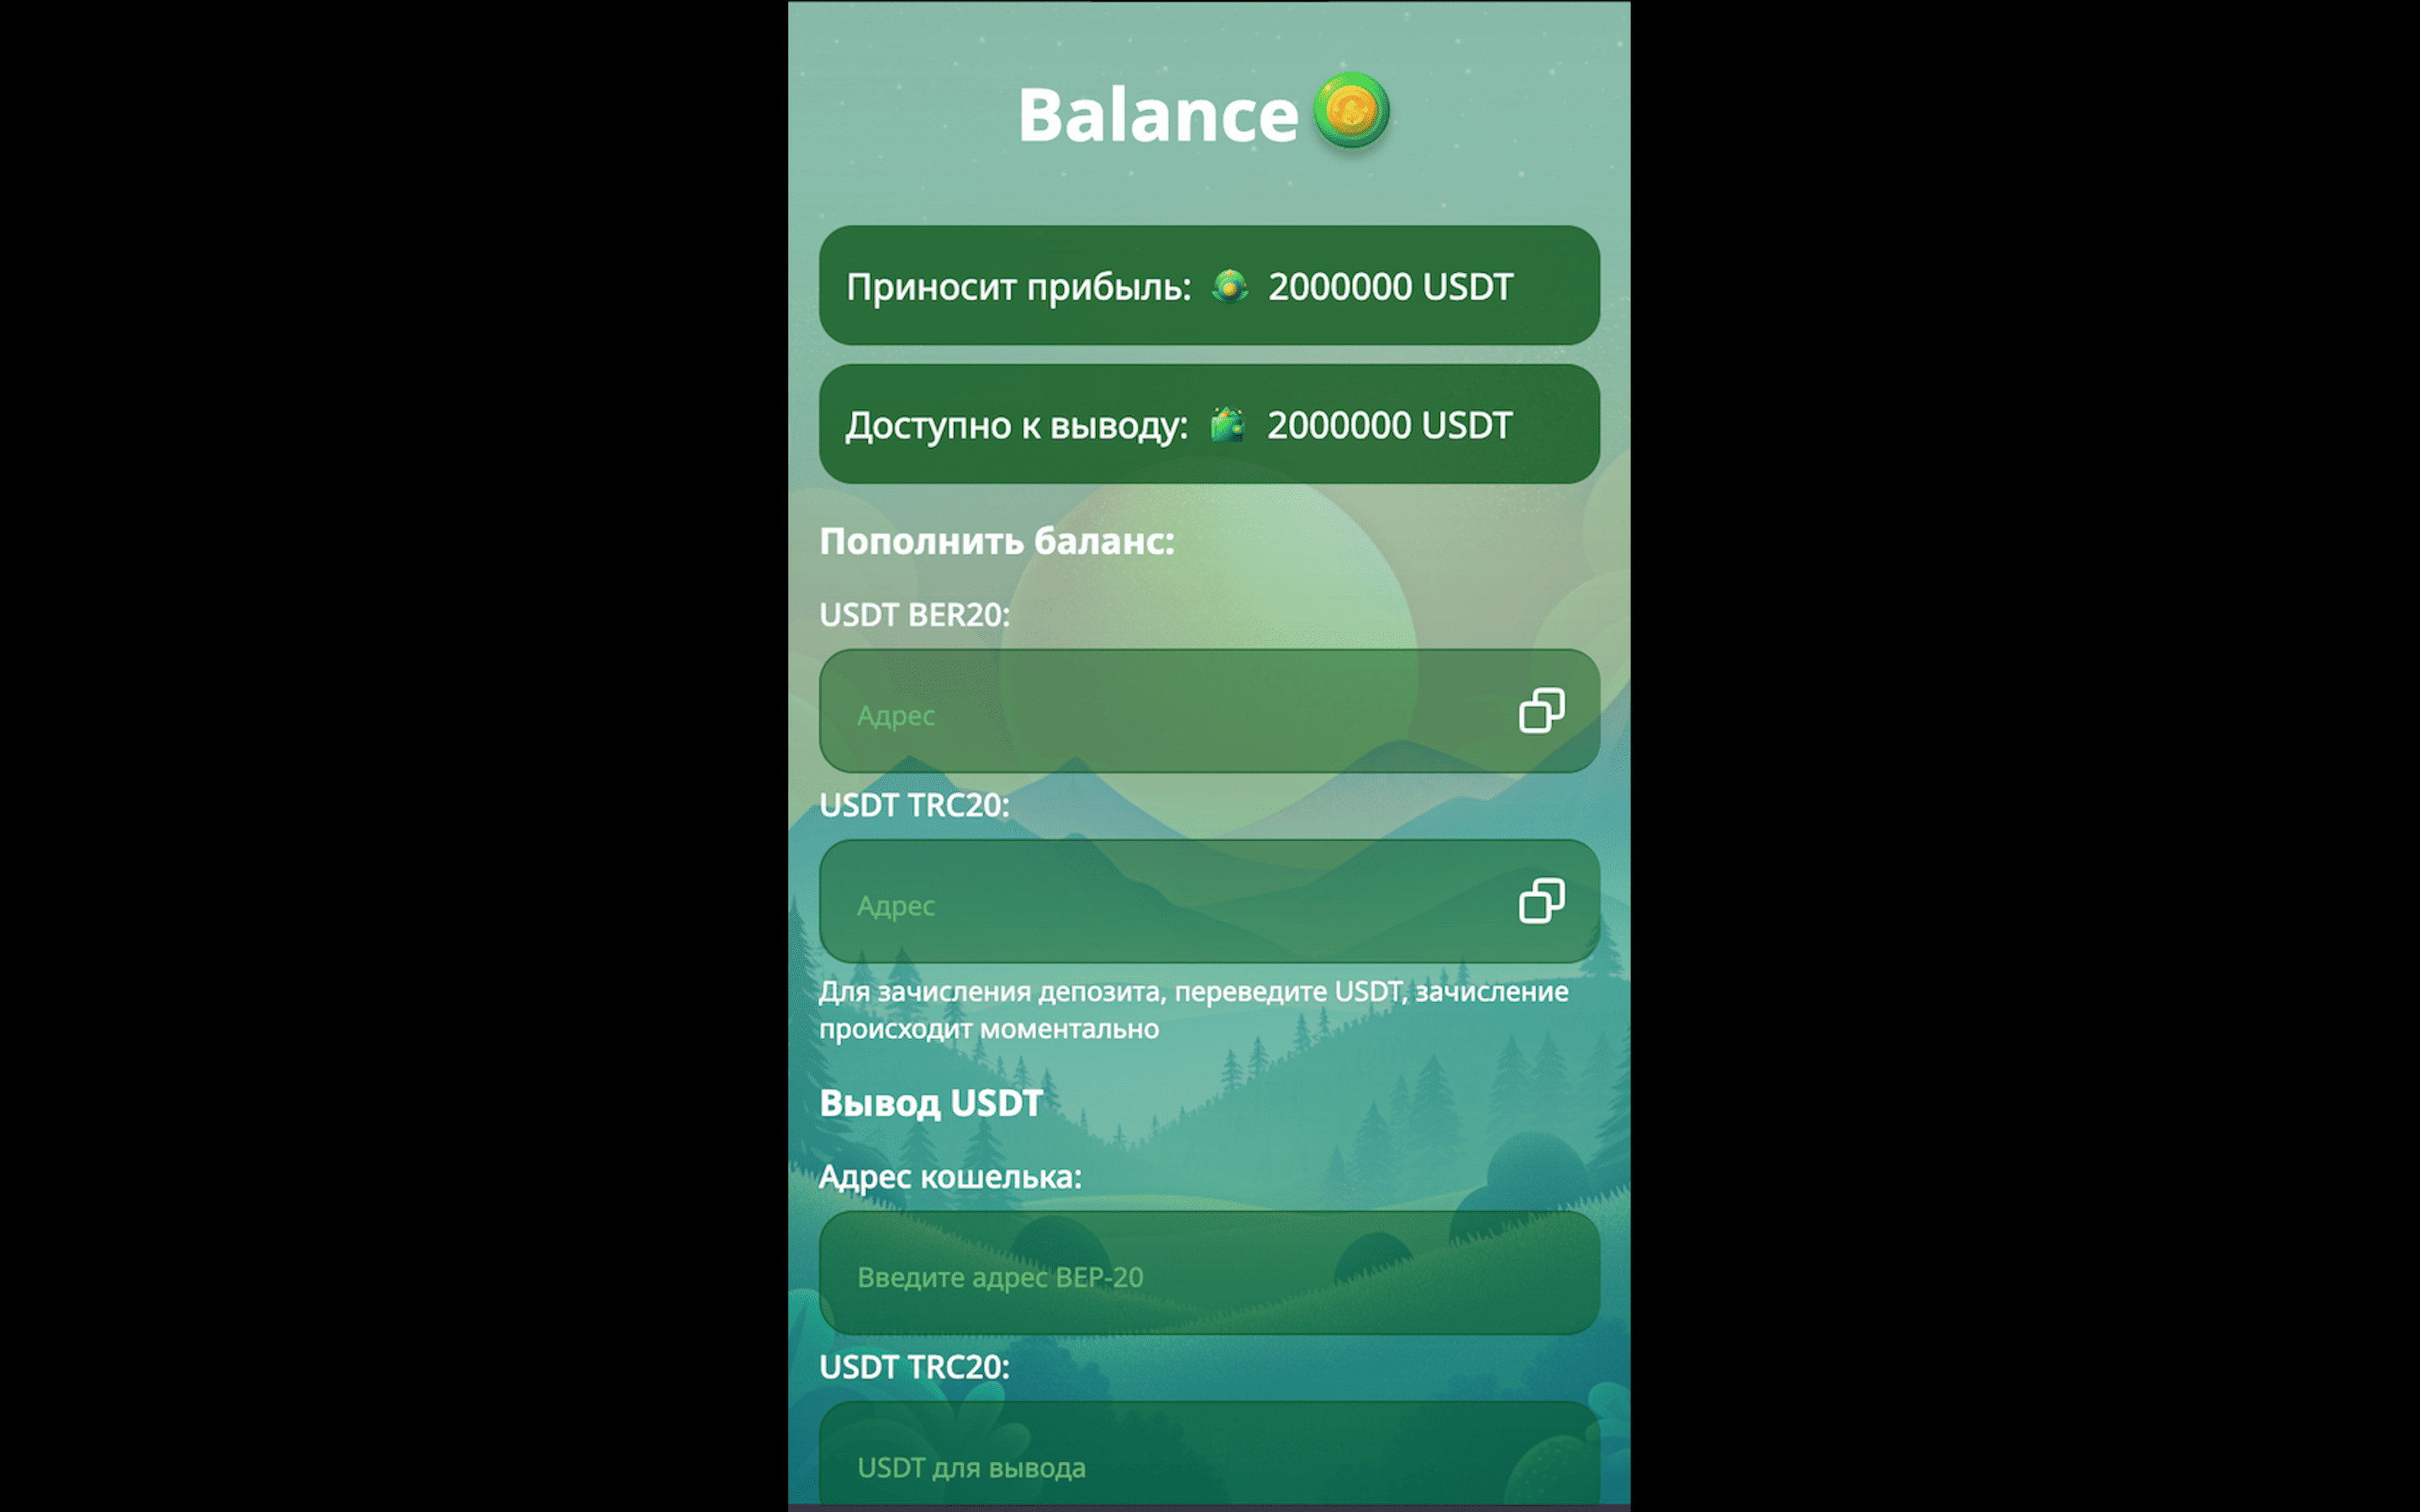 Balance
Приносит прибыль: 2000000 USDT
Доступно к выводу: 2000000 USDT
Пополнить баланс:
USDT BER20:
Адрес
USDT TRC20:
Адрес
Для зачисления депозита, переведите USDT, зачисление
происходит моментально
Вывод USDT
Адрес кошелька:
Введите адрес BEP-20
USDT TRC20:
USDT для вывода